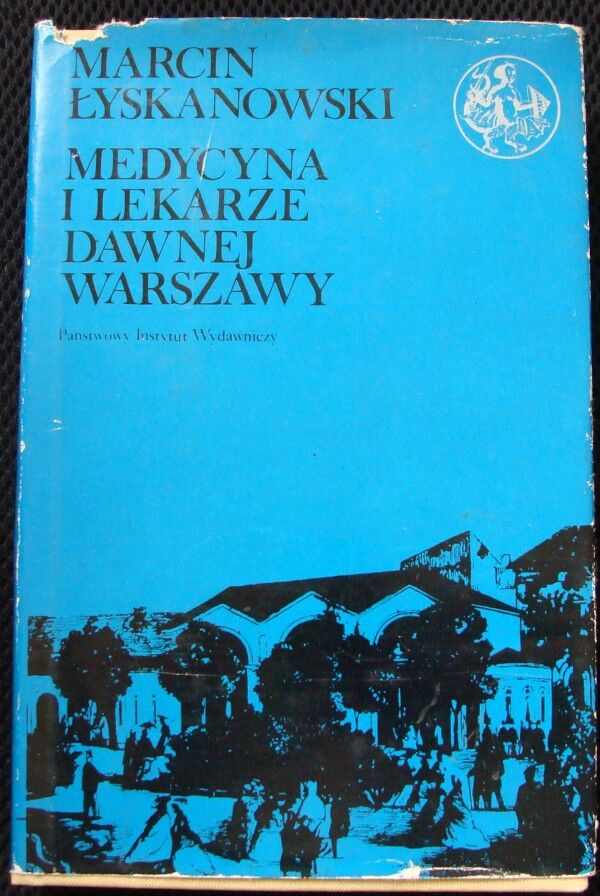 MARCIN
ŁYSKANOWSKI
MEDYCYNA
I LEKARZE
DAWNEJ
WARSZAWY
Państwowy Instytut Wydawniczy